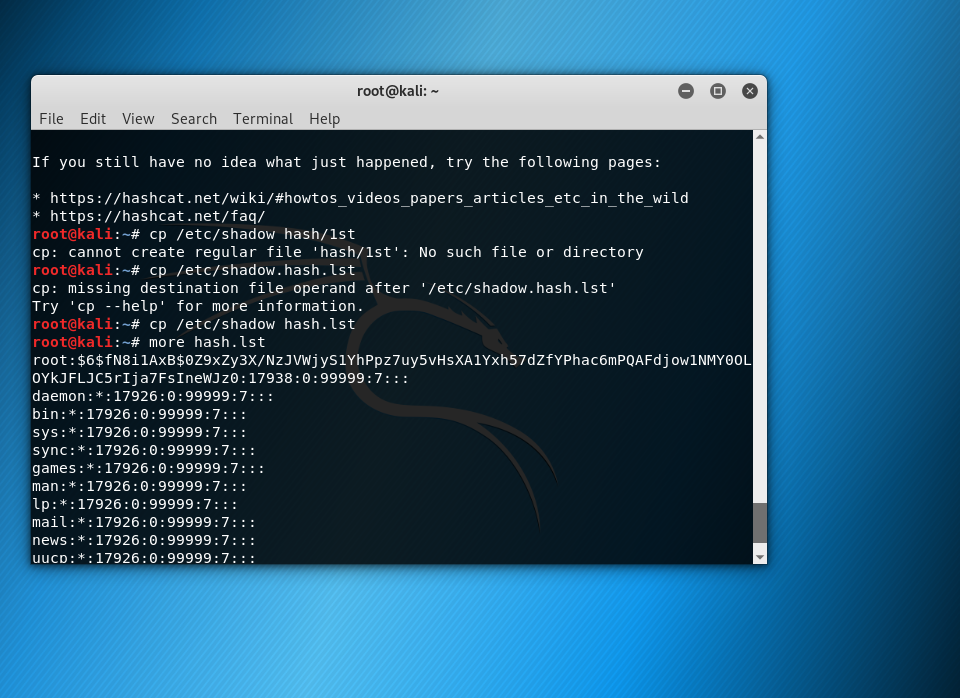 root@kali: ~
File Edit View Search Terminal Help
If you still have no idea what just happened, try the following pages:
* https://hashcat.net/wiki/#howtos_videos_papers_articles_etc_in_the_wild
* https://hashcat.net/faq/
root@kali:~# cp /etc/shadow hash/1st
cp: cannot create regular file 'hash/1st': No such file or directory
root@kali:~# cp /etc/shadow.hash.lst
cp: missing destination file operand after '/etc/shadow.hash.lst'
Try 'cp --help' for more information.
root@kali:~# cp /etc/shadow hash.lst
root@kali:~# more hash.lst
root:$6$fN8i1AxB$0Z9xZy3X/NzJVWjyS1YhPpz7uy5vHsXA1Yxh57dZfYPhac6mPQAFdjow1NMY0OL
OYkJFLJC5rIja7FsIneWJz0:17938:0:99999:7:::
daemon:*:17926:0:99999:7:::
bin:*:17926:0:99999:7:::
sys:*:17926:0:99999:7:::
sync:*:17926:0:99999:7:::
games:*:17926:0:99999:7:::
man:*:17926:0:99999:7:::
lp:*:17926:0:99999:7:::
mail:*:17926:0:99999:7:::
news:*:17926:0:99999:7:::
uucp:*:17926:0:99999:7:::